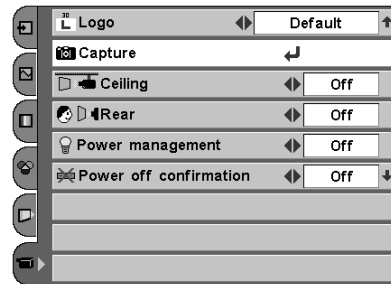 Logo Default
Capture
Ceiling Off
Rear Off
Power management Off
Power off confirmation Off